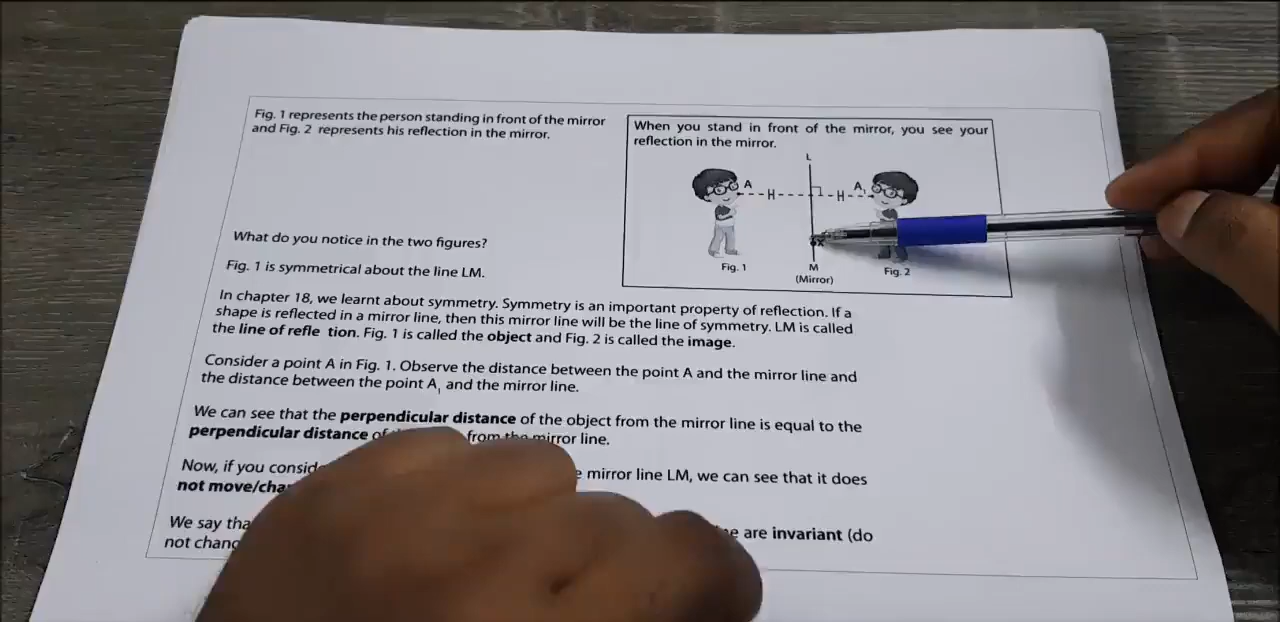 Fig. 1 represents the person standing in front of the mirror
and Fig. 2 represents his reflection in the mirror.
When you stand in front of the mirror, you see your
reflection in the mirror.
L
A
H
H
A₁
X
Fig. 1
M
(Mirror)
Fig. 2
What do you notice in the two figures?
Fig. 1 is symmetrical about the line LM.
In chapter 18, we learnt about symmetry. Symmetry is an important property of reflection. If a
shape is reflected in a mirror line, then this mirror line will be the line of symmetry. LM is called
the line of refle tion. Fig. 1 is called the object and Fig. 2 is called the image.
Consider a point A in Fig. 1. Observe the distance between the point A and the mirror line and
the distance between the point A₁ and the mirror line.
We can see that the perpendicular distance of the object from the mirror line is equal to the
perpendicular distance from the mirror line.
Now, if you mirror line LM, we can see that it does
not
We say are invariant (do
not